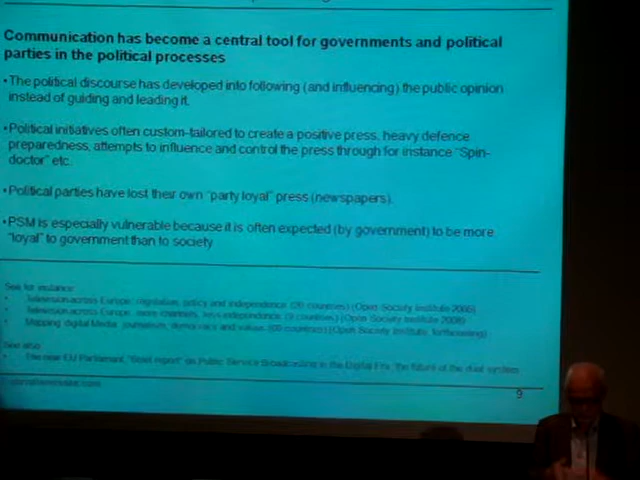 Communication has become a central tool for governments and political
parties in the political processes
•The political discourse has developed into following (and influencing) the public opinion
instead of guiding and leading it.
•Political initiatives often custom-tailored to create a positive press, heavy defence
preparedness, attempts to influence and control the press through for instance "Spin-
doctor" etc.
•Political parties have lost their own "party loyal" press (newspapers).
•PSM is especially vulnerable because it is often expected (by government) to be more
"loyal" to government than to society
See for instance:
• Television across Europe: regulation, policy and independence (20 countries) (Open Society Institute 2005)
• Television across Europe: more channels, less independence (9 countries) (Open Society Institute 2008)
• Mapping digital Media: journalism, democracy and values (60 countries) (Open Society Institute, forthcoming)
See also
• The new EU Parliament, report" on Public Service Broadcasting in the Digital Era: the future of the dual system
9